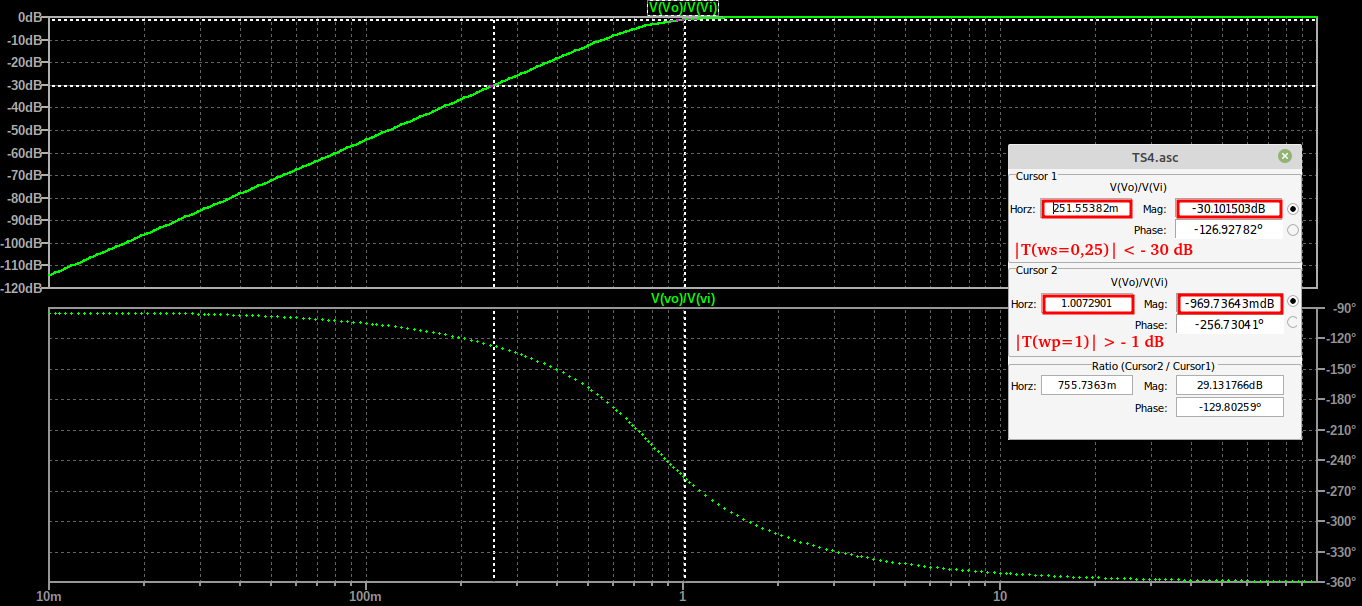 V(Vo)/V(Vi)
0dB
-10dB
-20dB
-30dB
-40dB
-50dB
-60dB
-70dB
-80dB
-90dB
-100dB
-110dB
-120dB
TS4.asc
Cursor 1
V(Vo)/V(Vi)
Horz: 251.55382m Mag: -30.101503dB
Phase: -126.92782°
|T(ws=0,25)| < - 30 dB
Cursor 2
V(Vo)/V(Vi)
Horz: 1.0072901 Mag: -969.73643mdB
Phase: -256.73041°
|T(wp=1)| > - 1 dB
Ratio (Cursor2 / Cursor1)
Horz: 755.7363m Mag: 29.131766dB
Phase: -129.80259°
V(vo)/V(vi)
-90°
-120°
-150°
-180°
-210°
-240°
-270°
-300°
-330°
-360°
10m 100m 1 10